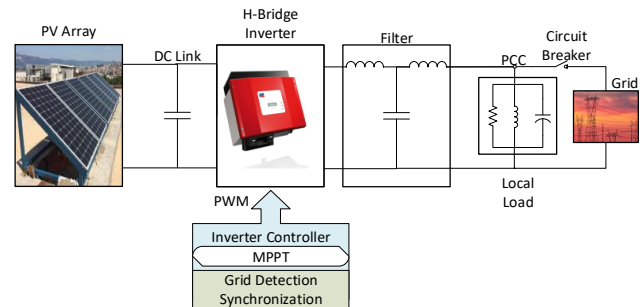 PV Array
DC Link
H-Bridge
Inverter
Filter
PCC
Circuit
Breaker
Grid
Local
Load
PWM
Inverter Controller
MPPT
Grid Detection
Synchronization